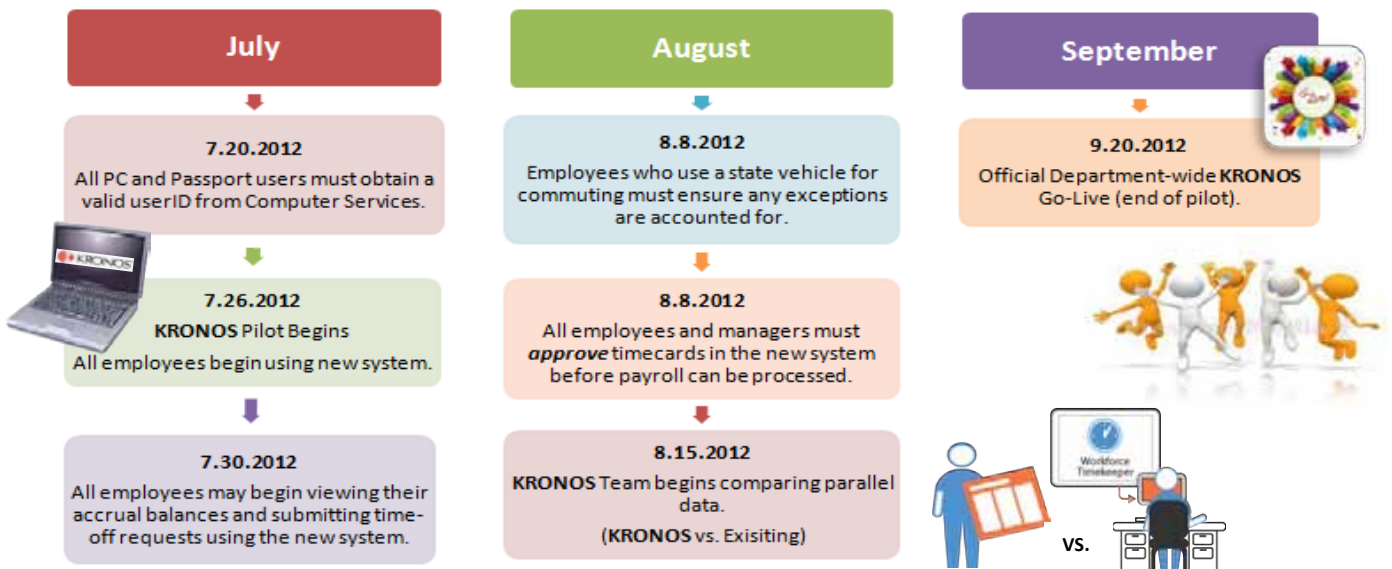 July
7.20.2012
All PC and Passport users must obtain a
valid userID from Computer Services.
KRONOS
7.26.2012
KRONOS Pilot Begins
All employees begin using new system.
7.30.2012
All employees may begin viewing their
accrual balances and submitting time-
off requests using the new system.
August
8.8.2012
Employees who use a state vehicle for
commuting must ensure any exceptions
are accounted for.
8.8.2012
All employees and managers must
approve timecards in the new system
before payroll can be processed.
8.15.2012
KRONOS Team begins comparing parallel
data.
(KRONOS vs. Exisiting)
September
9.20.2012
Official Department-wide KRONOS
Go-Live (end of pilot).
Workforce
Timekeeper
vs.